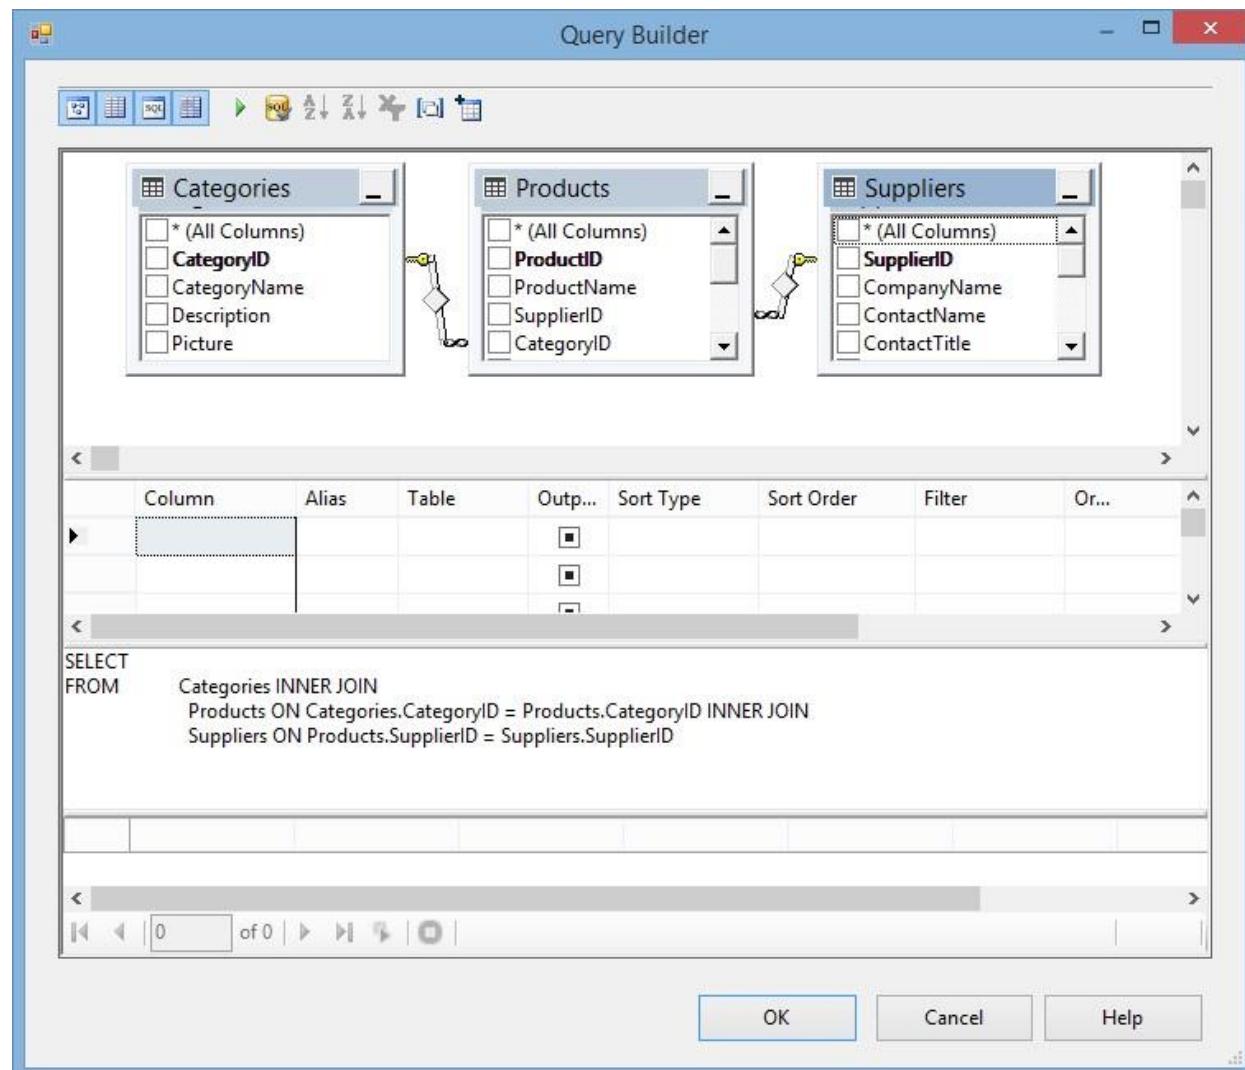 Query Builder
SQL
SQL
A Z
Z A
Categories
* (All Columns)
CategoryID
CategoryName
Description
Picture
Products
* (All Columns)
ProductID
ProductName
SupplierID
CategoryID
Suppliers
* (All Columns)
SupplierID
CompanyName
ContactName
ContactTitle
Column Alias Table Outp... Sort Type Sort Order Filter Or...
SELECT
FROM Categories INNER JOIN
Products ON Categories.CategoryID = Products.CategoryID INNER JOIN
Suppliers ON Products.SupplierID = Suppliers.SupplierID
0 of 0
OK Cancel Help